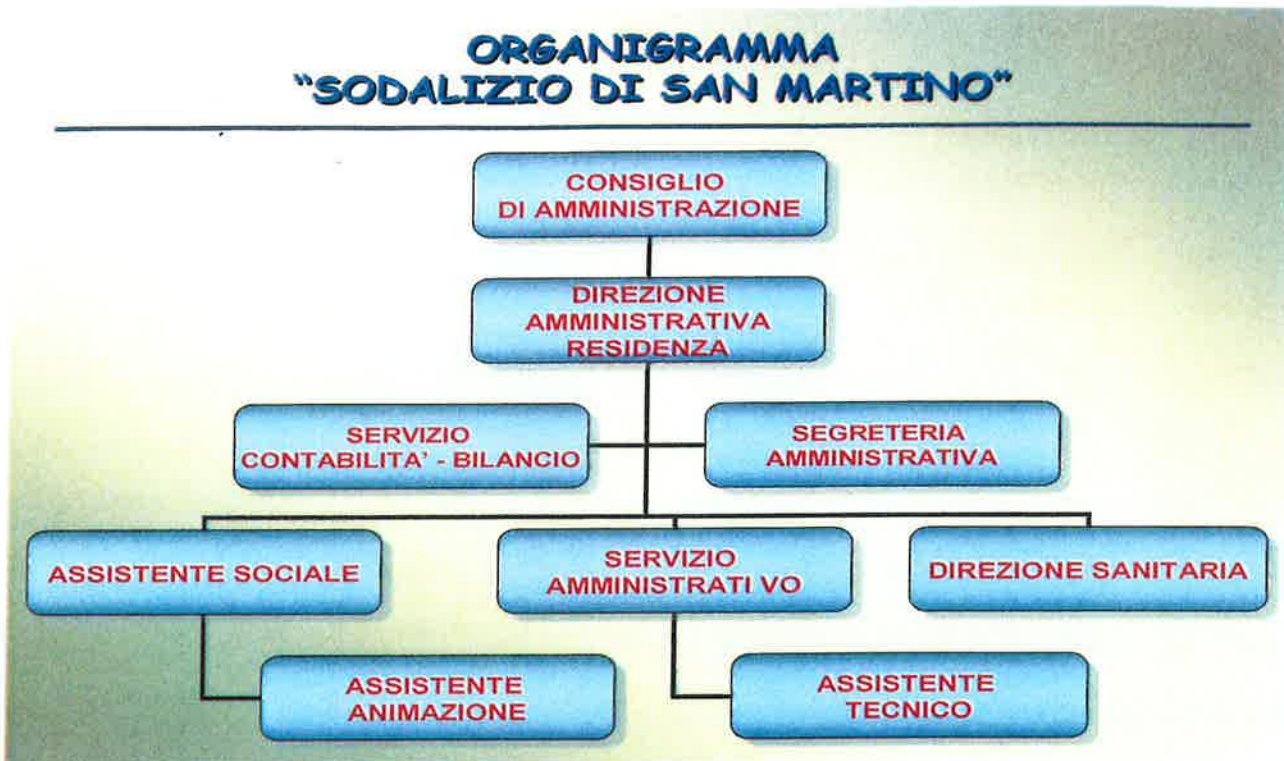 ORGANIGRAMMA
"SODALIZIO DI SAN MARTINO"
CONSIGLIO
DI AMMINISTRAZIONE
DIREZIONE
AMMINISTRATIVA
RESIDENZA
SERVIZIO
CONTABILITA' - BILANCIO
SEGRETERIA
AMMINISTRATIVA
ASSISTENTE SOCIALE
SERVIZIO
AMMINISTRATI VO
DIREZIONE SANITARIA
ASSISTENTE
ANIMAZIONE
ASSISTENTE
TECNICO